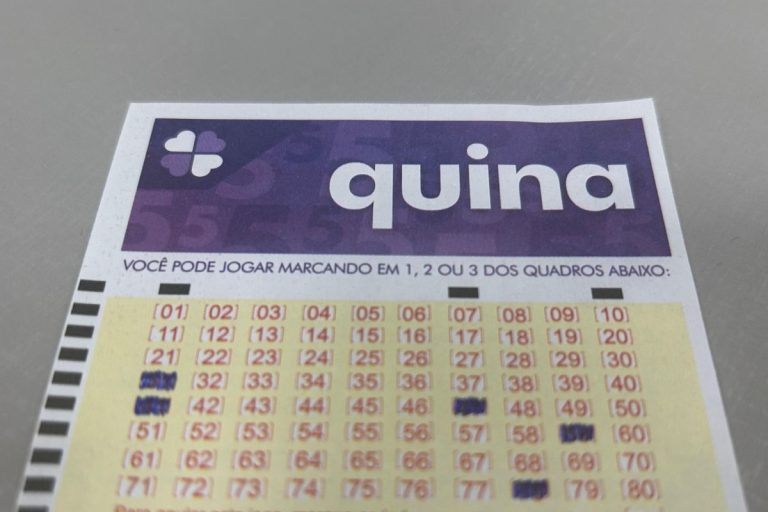 quina
VOCÊ PODE JOGAR MARCANDO EM 1, 2 OU 3 DOS QUADROS ABAIXO:
[01] [02] [03] [04] [05] [06] [07] [08] [09] [10]
[11] [12] [13] [14] [15] [16] [17] [18] [19] [20]
[21] [22] [23] [24] [25] [26] [27] [28] [29] [30]
[32] [33] [34] [35] [36] [37] [38] [39] [40]
[42] [43] [44] [45] [46] [48] [49] [50]
[51] [52] [53] [54] [55] [56] [57] [58] [60]
[61] [62] [63] [64] [65] [66] [67] [68] [69] [70]
[71] [72] [73] [74] [75] [76] [77] [79] [80]